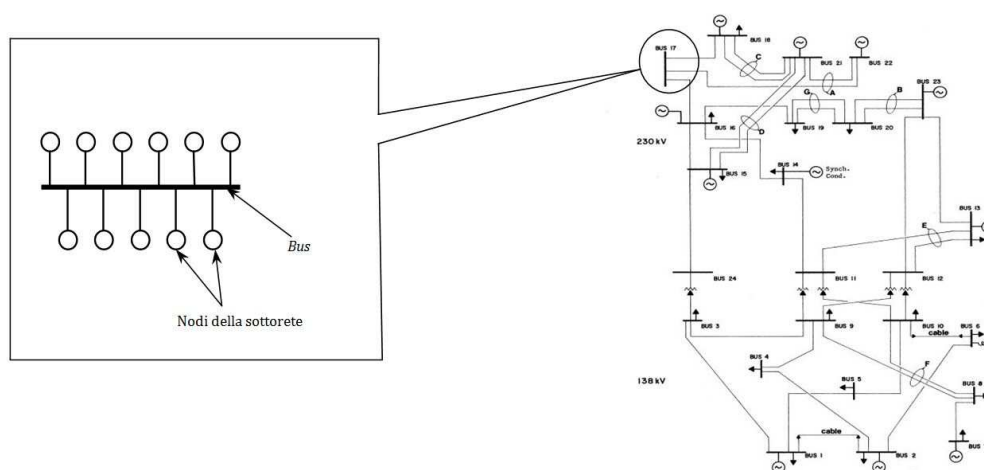 Bus
Nodi della sottorete
BUS 17
BUS 18
C
BUS 21
BUS 22
A
BUS 23
G
B
BUS 16
D
BUS 19
BUS 20
230 kV
BUS 15
BUS 14
Synch.
Cond.
BUS 13
E
BUS 24
BUS 11
BUS 12
BUS 3
BUS 9
BUS 10
BUS 6
cable
BUS 4
F
138 kV
BUS 5
BUS 8
cable
BUS 1
BUS 2
BUS